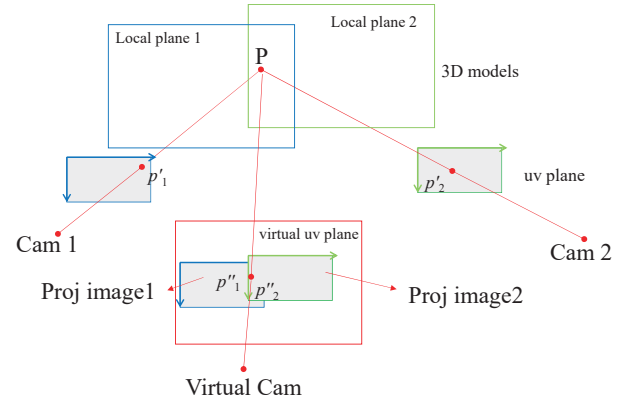 Local plane 1
Local plane 2
P
3D models
p′₁
p′₂
uv plane
Cam 1
Cam 2
virtual uv plane
Proj image1
p″₁
p″₂
Proj image2
Virtual Cam